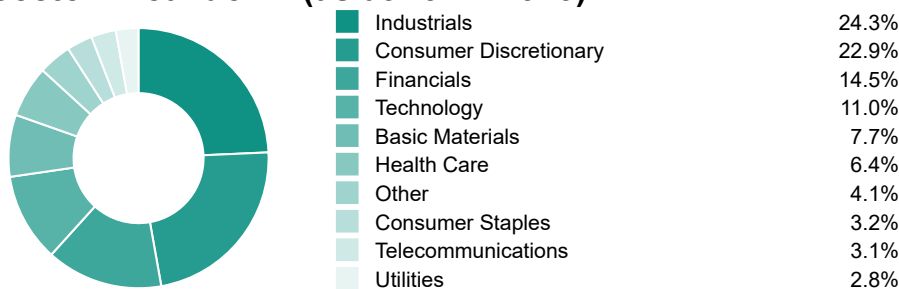 Industrials 24.3%
Consumer Discretionary 22.9%
Financials 14.5%
Technology 11.0%
Basic Materials 7.7%
Health Care 6.4%
Other 4.1%
Consumer Staples 3.2%
Telecommunications 3.1%
Utilities 2.8%